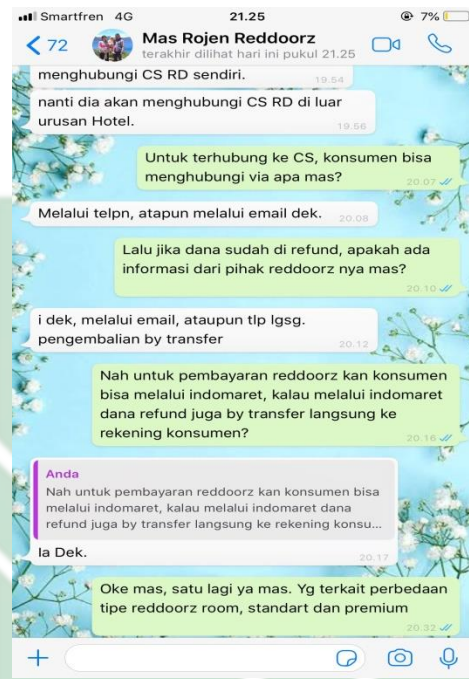 Smartfren 4G 21.25 7%
72 Mas Rojen Reddoorz
terakhir dilihat hari ini pukul 21.25
menghubungi CS RD sendiri. 19.54
nanti dia akan menghubungi CS RD di luar
urusan Hotel. 19.56
Untuk terhubung ke CS, konsumen bisa
menghubungi via apa mas? 20.07
Melalui telpn, atapun melalui email dek. 20.08
Lalu jika dana sudah di refund, apakah ada
informasi dari pihak reddoorz nya mas? 20.10
i dek, melalui email, ataupun tlp lgsg.
pengembalian by transfer 20.12
Nah untuk pembayaran reddoorz kan konsumen
bisa melalui indomaret, kalau melalui indomaret
dana refund juga by transfer langsung ke
rekening konsumen? 20.16
Anda
Nah untuk pembayaran reddoorz kan konsumen bisa
melalui indomaret, kalau melalui indomaret dana
refund juga by transfer langsung ke rekening konsu...
Ia Dek. 20.17
Oke mas, satu lagi ya mas. Yg terkait perbedaan
tipe reddoorz room, standart dan premium
20.32